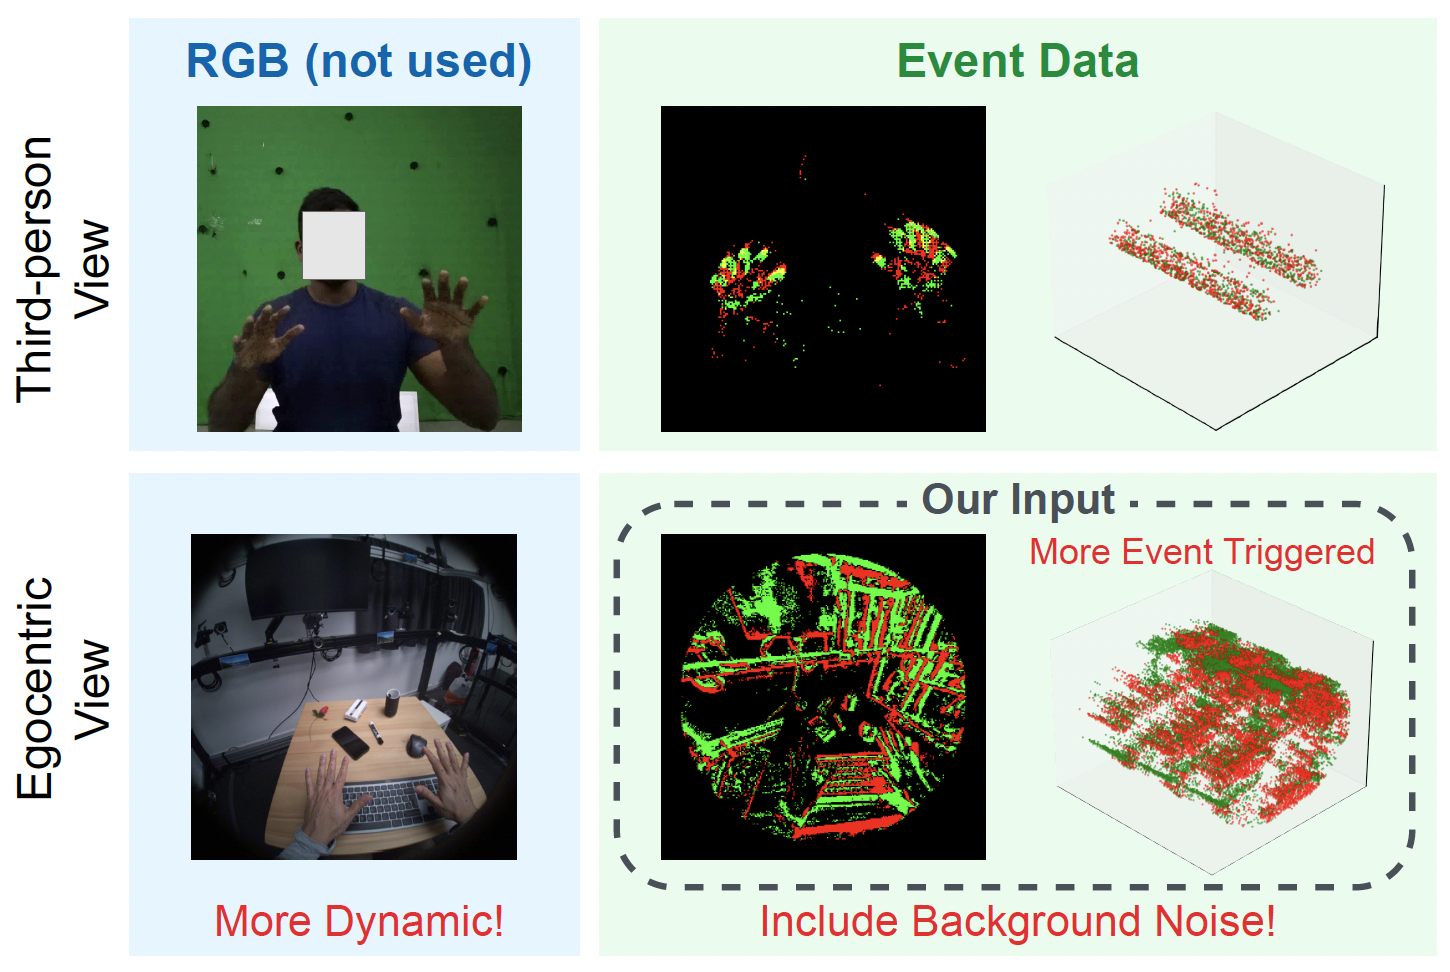 RGB (not used)
Event Data
Third-person
View
Our Input
More Event Triggered
Egocentric
View
More Dynamic!
Include Background Noise!